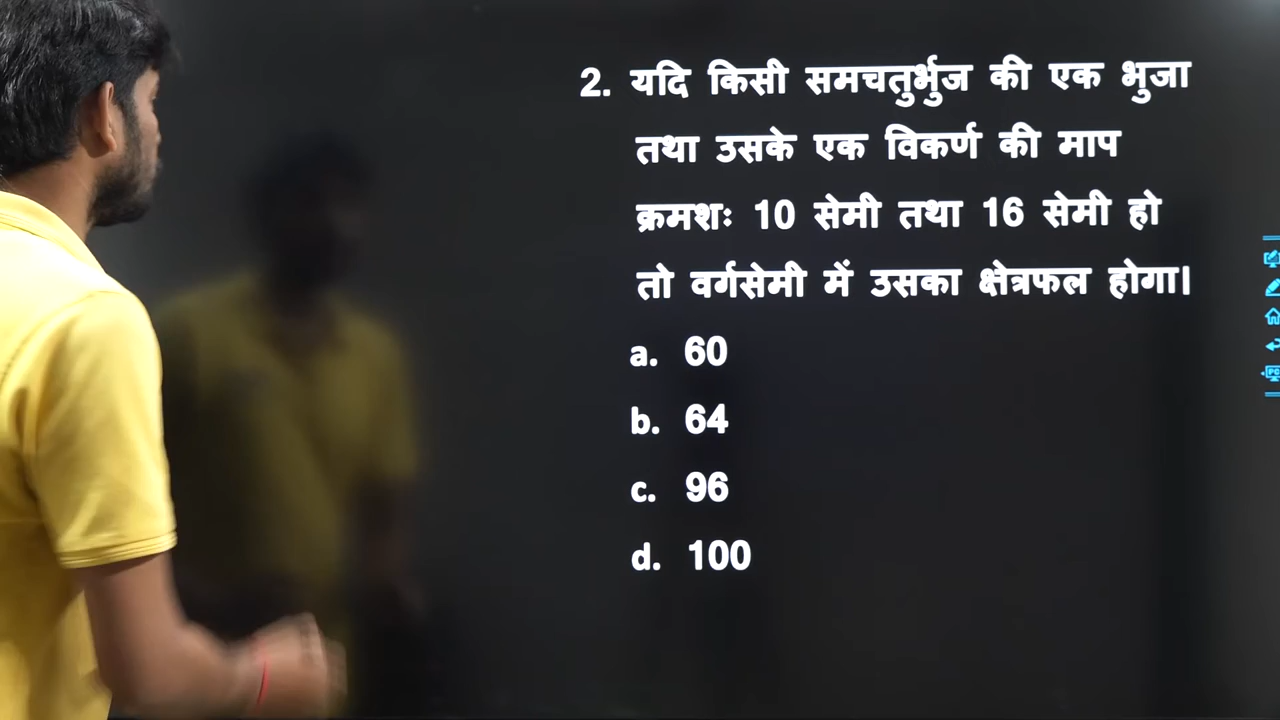 2. यदि किसी समचतुर्भुज की एक भुजा
तथा उसके एक विकर्ण की माप
क्रमशः 10 सेमी तथा 16 सेमी हो
तो वर्गसेमी में उसका क्षेत्रफल होगा।
a. 60
b. 64
c. 96
d. 100